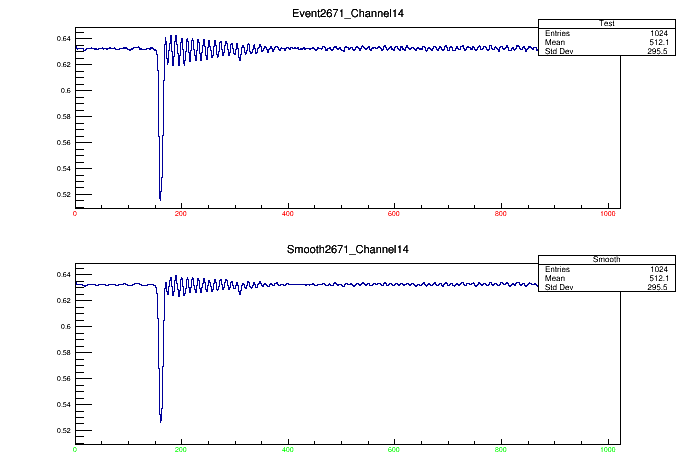 Event2671_Channel14
Test
Entries 1024
Mean 512.1
Std Dev 295.5
0.64
0.62
0.6
0.58
0.56
0.54
0.52
0 200 400 600 800 1000
Smooth2671_Channel14
Smooth
Entries 1024
Mean 512.1
Std Dev 295.5
0.64
0.62
0.6
0.58
0.56
0.54
0.52
0 200 400 600 800 1000